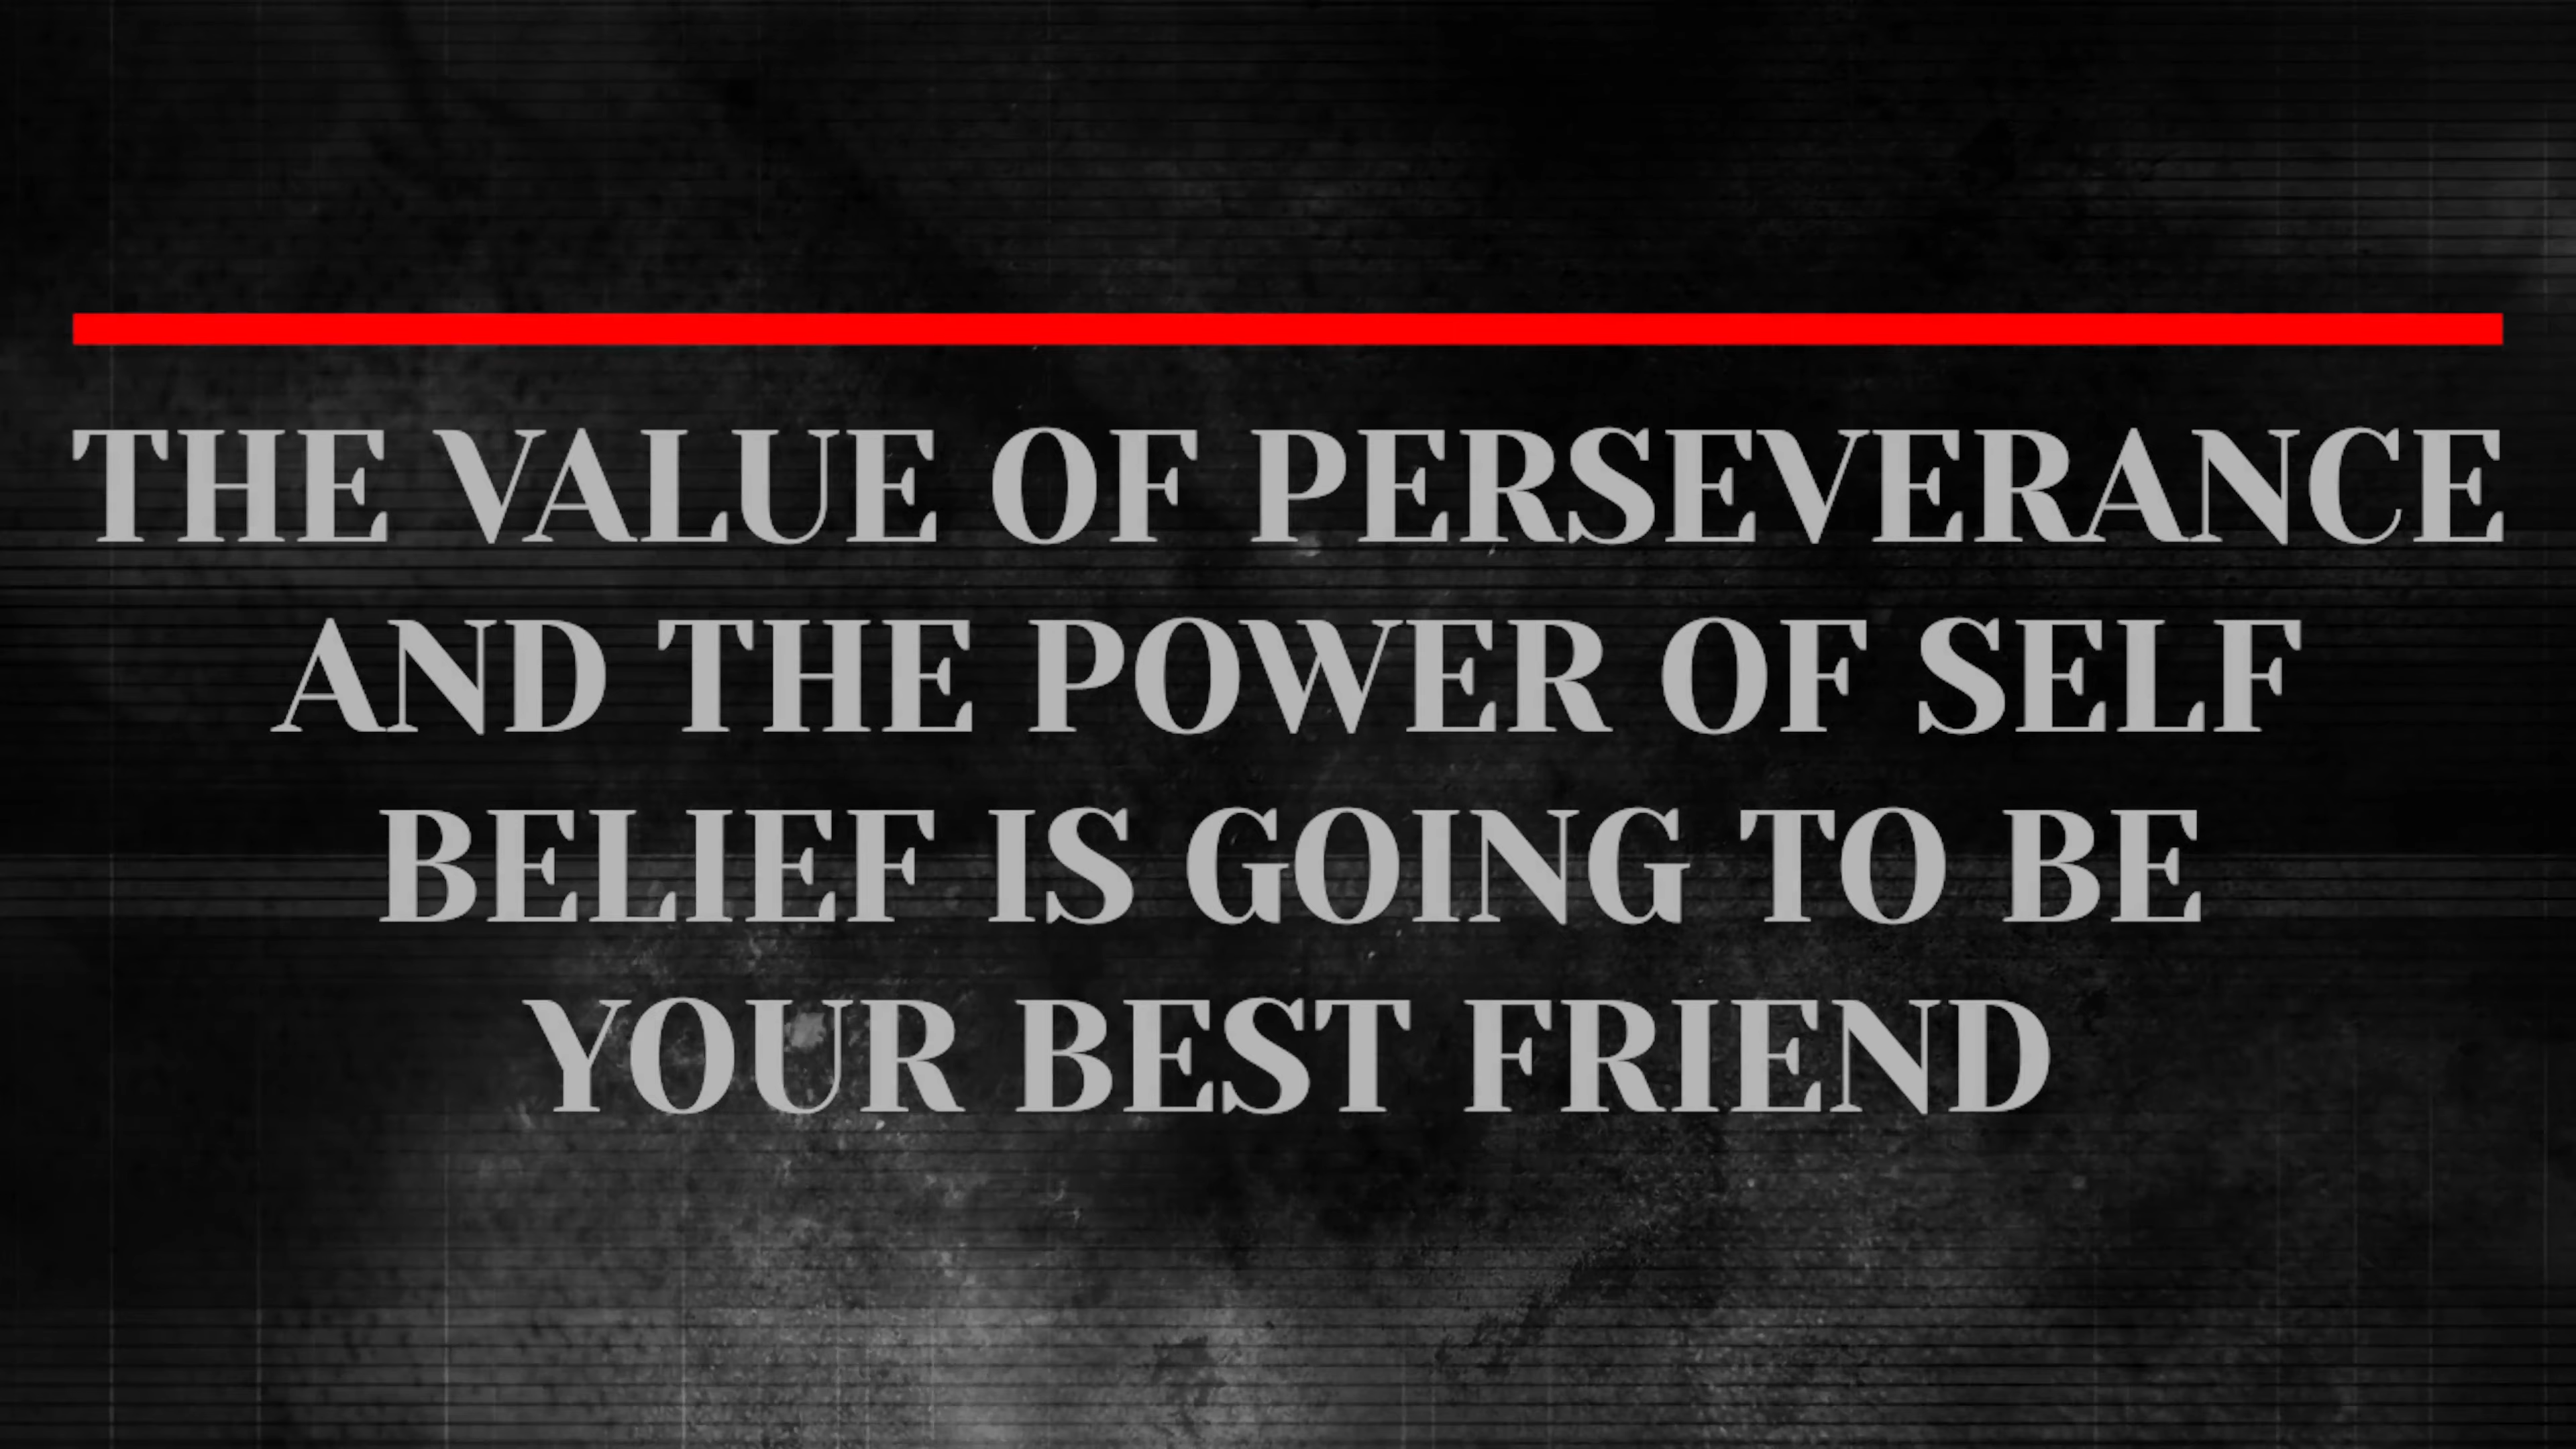 THE VALUE OF PERSEVERANCE
AND THE POWER OF SELF
BELIEF IS GOING TO BE
YOUR BEST FRIEND